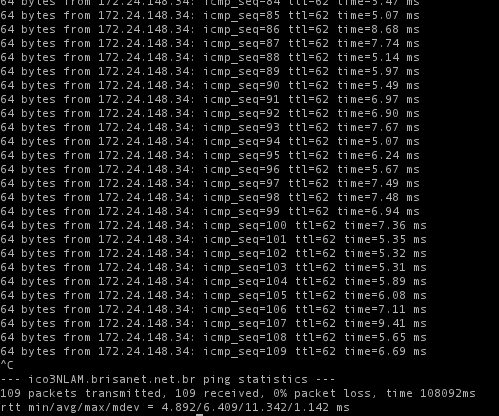 64 bytes from 172.24.148.34: icmp_seq=84 ttl=62 time=5.47 ms
64 bytes from 172.24.148.34: icmp_seq=85 ttl=62 time=5.07 ms
64 bytes from 172.24.148.34: icmp_seq=86 ttl=62 time=8.68 ms
64 bytes from 172.24.148.34: icmp_seq=87 ttl=62 time=7.74 ms
64 bytes from 172.24.148.34: icmp_seq=88 ttl=62 time=5.14 ms
64 bytes from 172.24.148.34: icmp_seq=89 ttl=62 time=5.97 ms
64 bytes from 172.24.148.34: icmp_seq=90 ttl=62 time=5.49 ms
64 bytes from 172.24.148.34: icmp_seq=91 ttl=62 time=6.97 ms
64 bytes from 172.24.148.34: icmp_seq=92 ttl=62 time=6.90 ms
64 bytes from 172.24.148.34: icmp_seq=93 ttl=62 time=7.67 ms
64 bytes from 172.24.148.34: icmp_seq=94 ttl=62 time=5.07 ms
64 bytes from 172.24.148.34: icmp_seq=95 ttl=62 time=6.24 ms
64 bytes from 172.24.148.34: icmp_seq=96 ttl=62 time=5.67 ms
64 bytes from 172.24.148.34: icmp_seq=97 ttl=62 time=7.49 ms
64 bytes from 172.24.148.34: icmp_seq=98 ttl=62 time=7.48 ms
64 bytes from 172.24.148.34: icmp_seq=99 ttl=62 time=6.94 ms
64 bytes from 172.24.148.34: icmp_seq=100 ttl=62 time=7.36 ms
64 bytes from 172.24.148.34: icmp_seq=101 ttl=62 time=5.35 ms
64 bytes from 172.24.148.34: icmp_seq=102 ttl=62 time=5.32 ms
64 bytes from 172.24.148.34: icmp_seq=103 ttl=62 time=5.31 ms
64 bytes from 172.24.148.34: icmp_seq=104 ttl=62 time=5.89 ms
64 bytes from 172.24.148.34: icmp_seq=105 ttl=62 time=6.08 ms
64 bytes from 172.24.148.34: icmp_seq=106 ttl=62 time=7.11 ms
64 bytes from 172.24.148.34: icmp_seq=107 ttl=62 time=9.41 ms
64 bytes from 172.24.148.34: icmp_seq=108 ttl=62 time=5.65 ms
64 bytes from 172.24.148.34: icmp_seq=109 ttl=62 time=6.69 ms
^C
--- ico3NLAM.brisanet.net.br ping statistics ---
109 packets transmitted, 109 received, 0% packet loss, time 108092ms
rtt min/avg/max/mdev = 4.892/6.409/11.342/1.142 ms